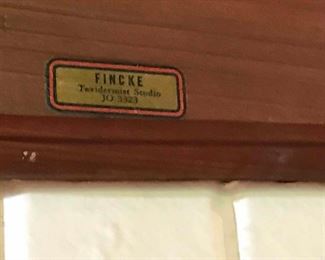 FINCKE
Taxidermist Studio
JO 3323